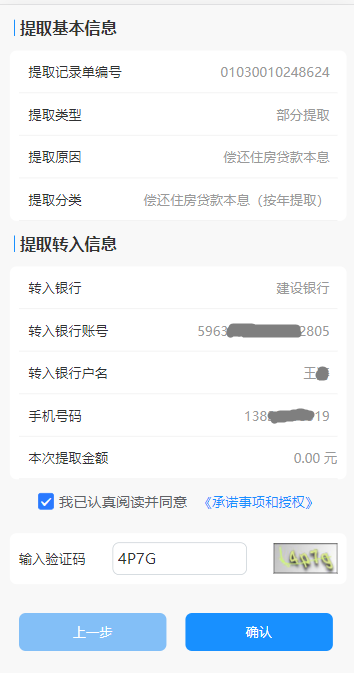 提取基本信息
提取记录单编号 01030010248624
提取类型 部分提取
提取原因 偿还住房贷款本息
提取分类 偿还住房贷款本息（按年提取）
提取转入信息
转入银行 建设银行
转入银行账号 5963 2805
转入银行户名 王
手机号码 138 19
本次提取金额 0.00 元
我已认真阅读并同意 《承诺事项和授权》
输入验证码 4P7G 4p7g
上一步 确认